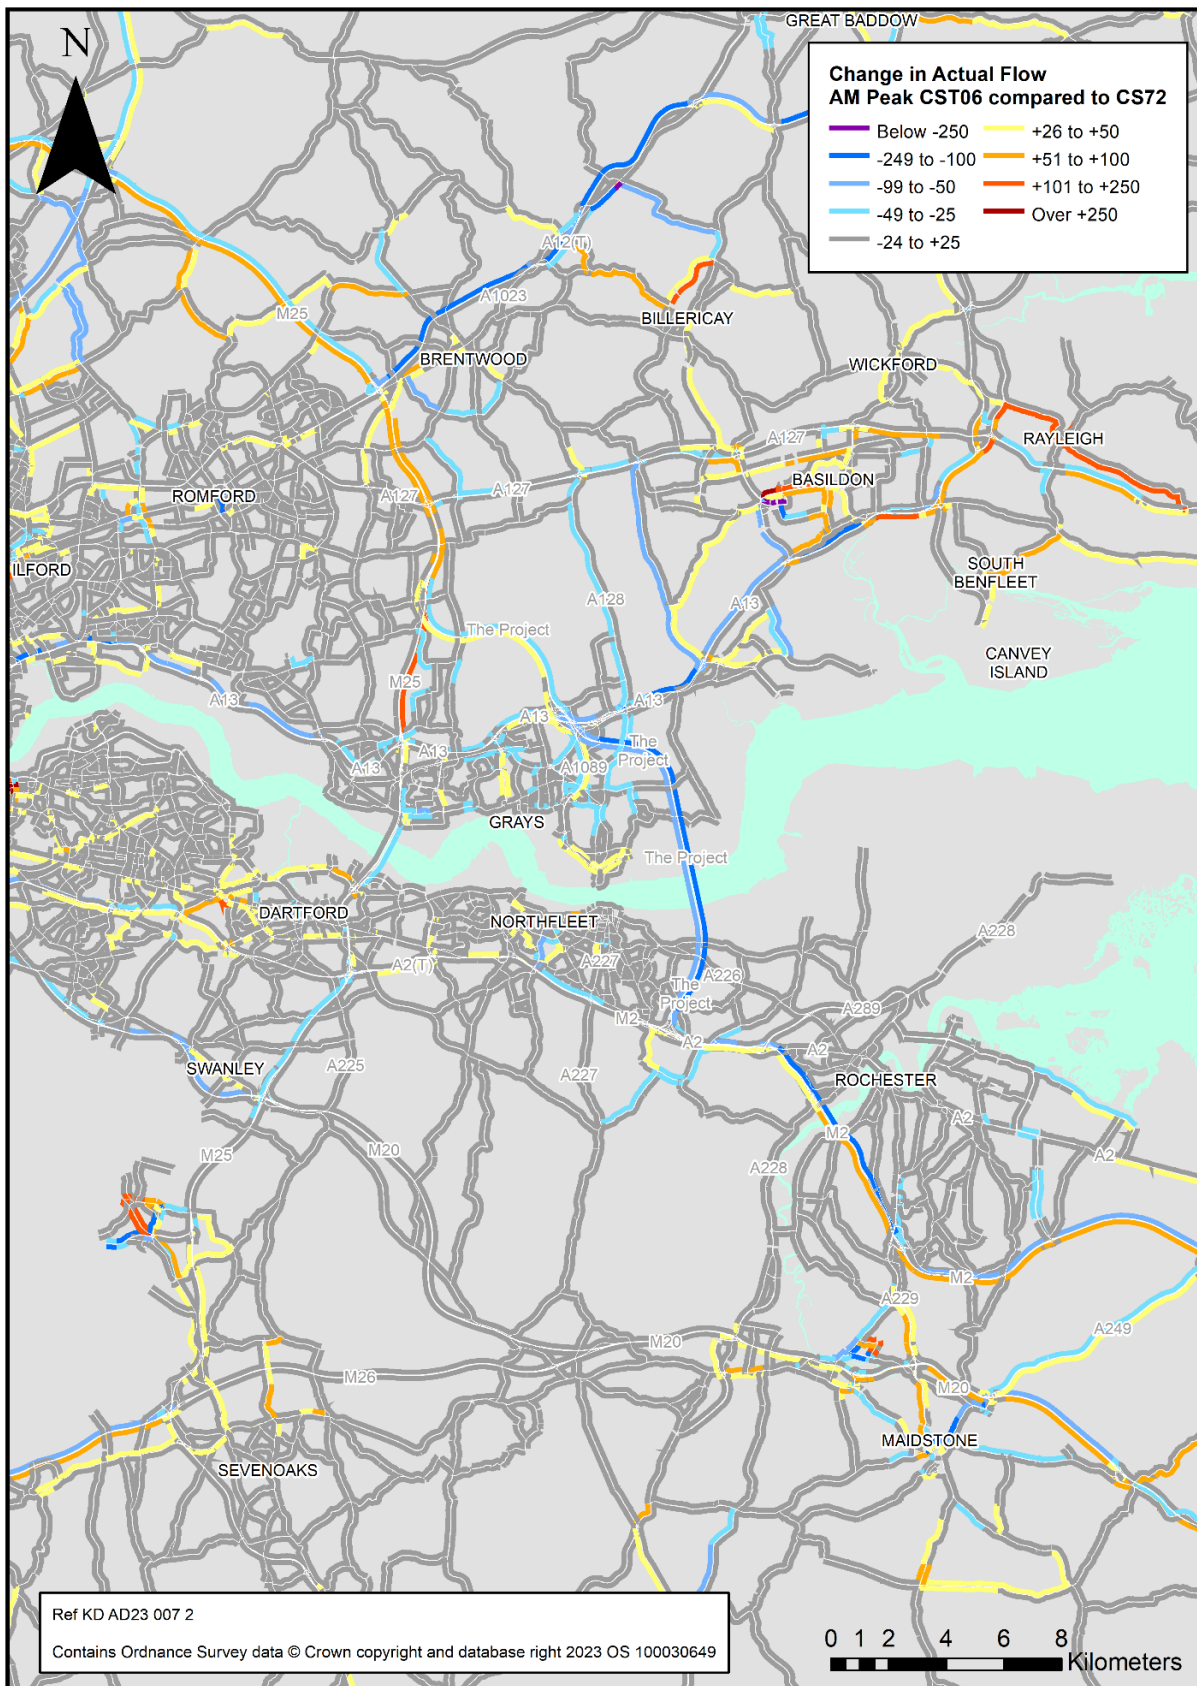 GREAT BADDOW
N
Change in Actual Flow
AM Peak CST06 compared to CS72
Below -250
+26 to +50
-249 to -100
+51 to +100
-99 to -50
+101 to +250
-49 to -25
Over +250
-24 to +25
A12(T)
A1023
M25
BILLERICAY
BRENTWOOD
WICKFORD
A127
RAYLEIGH
BASILDON
ROMFORD
A127
A127
ILFORD
SOUTH
BENFLEET
A128
A13
The Project
CANVEY
ISLAND
M25
A13
A13
A13
The
Project
A13
A13
A1089
GRAYS
The Project
DARTFORD
NORTHFLEET
A228
A227
A2(T)
A226
The
Project
A289
M2
A2
A2
SWANLEY
A225
A227
ROCHESTER
A2
M2
M20
M25
A228
A2
M2
A229
A249
M20
M26
M20
MAIDSTONE
SEVENOAKS
Ref KD AD23 007 2
Contains Ordnance Survey data © Crown copyright and database right 2023 OS 100030649
0 1 2 4 6 8
Kilometers